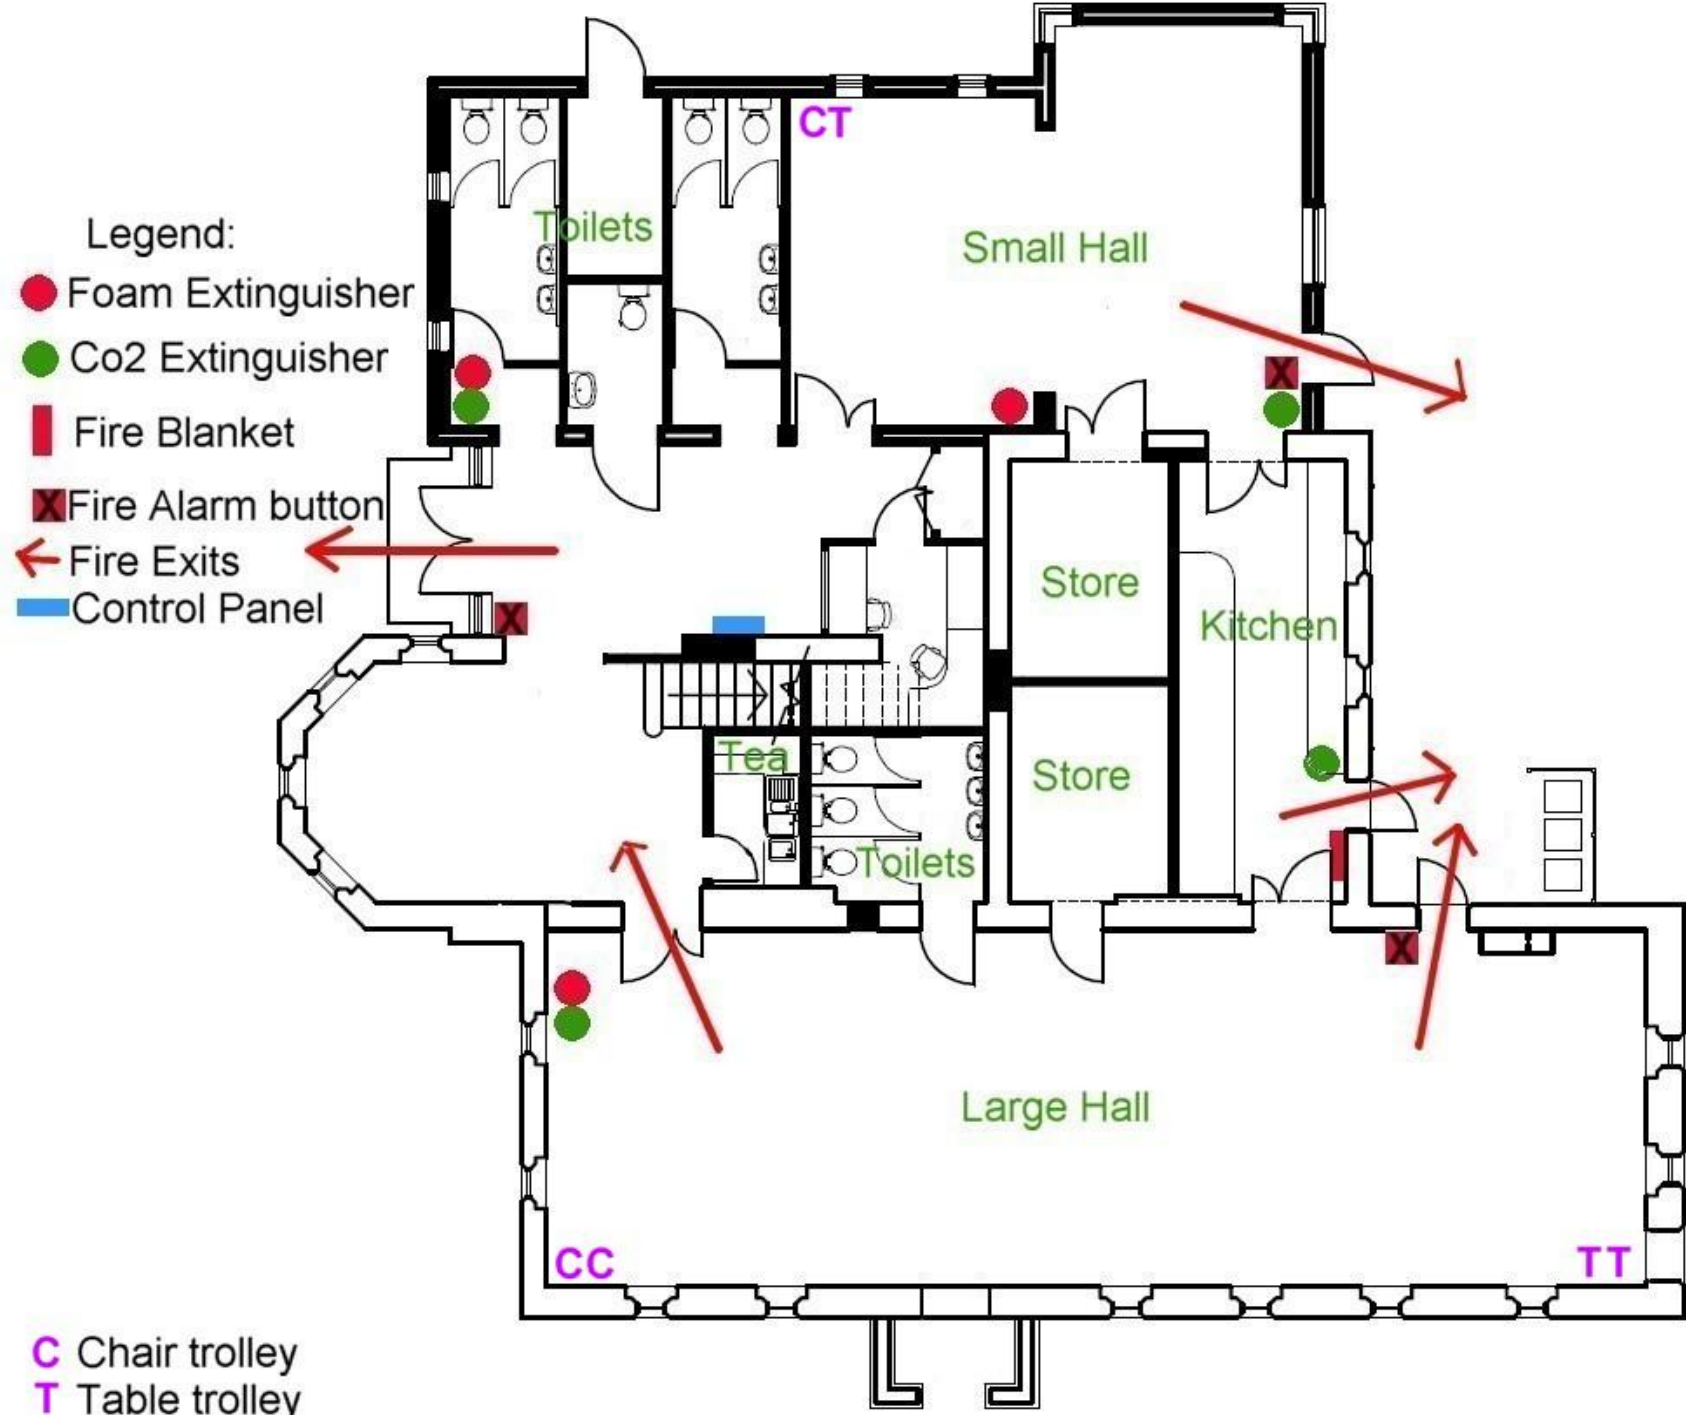 Legend:
Foam Extinguisher
Co2 Extinguisher
Fire Blanket
X Fire Alarm button
Fire Exits
Control Panel
CT
Toilets
Small Hall
X
X
Store
Kitchen
Tea
Store
Toilets
X
Large Hall
CC
TT
C Chair trolley
T Table trolley